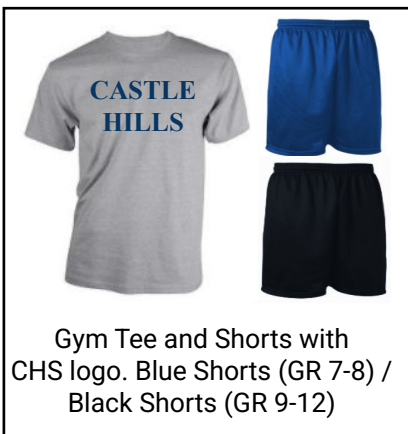 CASTLE
HILLS
Gym Tee and Shorts with
CHS logo. Blue Shorts (GR 7-8) /
Black Shorts (GR 9-12)